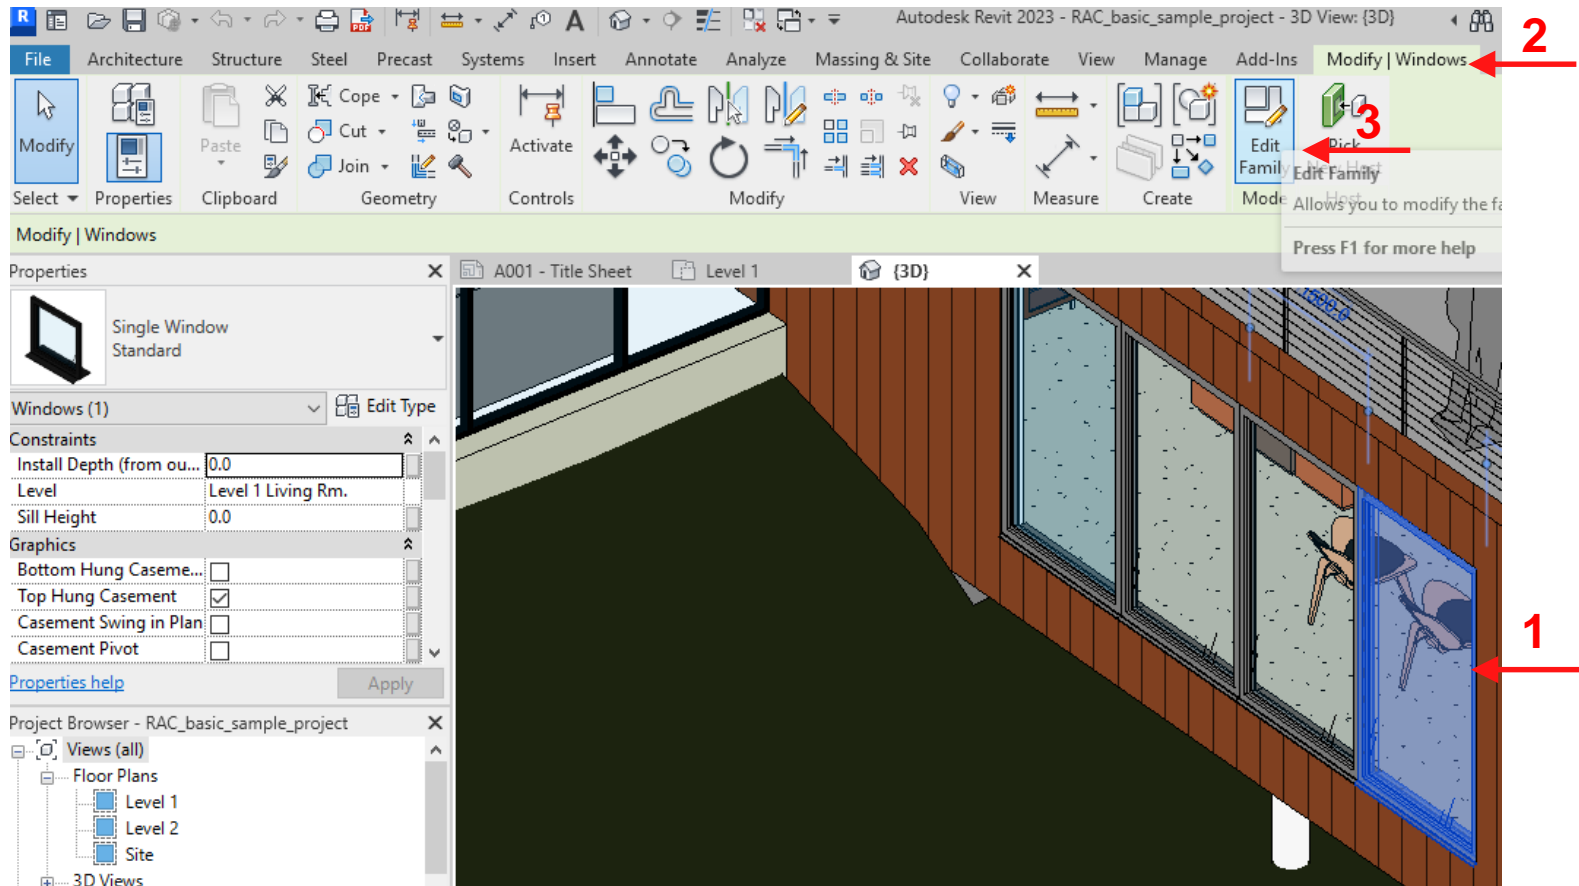 R
Autodesk Revit 2023 - RAC_basic_sample_project - 3D View: {3D}
2
File Architecture Structure Steel Precast Systems Insert Annotate Analyze Massing & Site Collaborate View Manage Add-Ins Modify | Windows
Modify
Paste
Cope
Cut
Join
Activate
Edit Family
3
Pick New Host
Select Properties Clipboard Geometry Controls Modify View Measure Create Mode Host
Edit Family
Allows you to modify the fa
Press F1 for more help
Modify | Windows
Properties
A001 - Title Sheet
Level 1
{3D}
1500.0
Single Window
Standard
Windows (1)
Edit Type
Constraints
Install Depth (from ou... 0.0
Level Level 1 Living Rm.
Sill Height 0.0
Graphics
Bottom Hung Caseme...
Top Hung Casement
Casement Swing in Plan
Casement Pivot
1
Properties help
Apply
Project Browser - RAC_basic_sample_project
Views (all)
Floor Plans
Level 1
Level 2
Site
3D Views